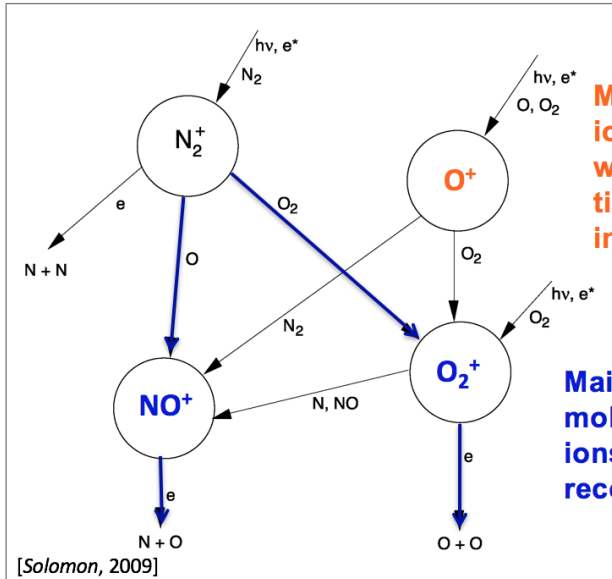 hν, e*
N₂
N₂⁺
hν, e*
O, O₂
O⁺
e
O
O₂
O₂
N + N
N₂
hν, e*
O₂
NO⁺
O₂⁺
N, NO
e
e
N + O
O + O
[Solomon, 2009]